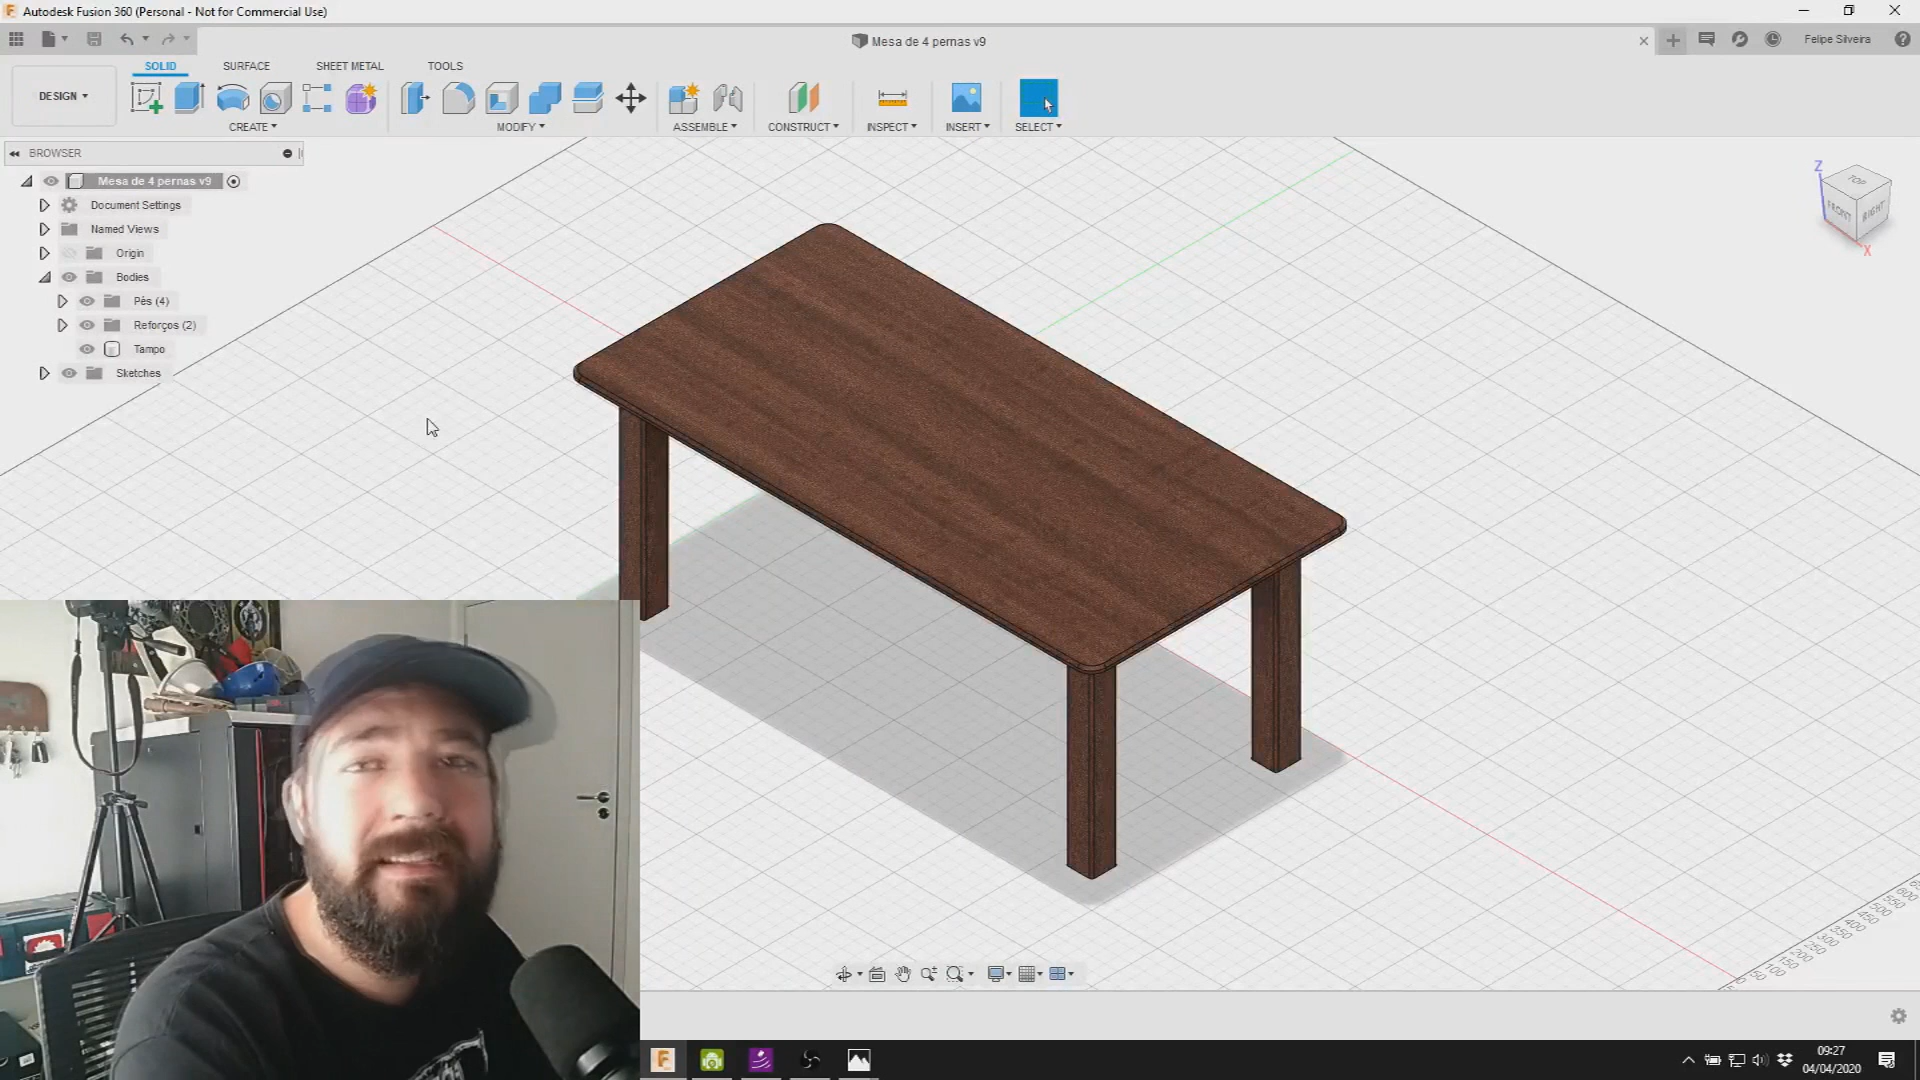 Autodesk Fusion 360 (Personal - Not for Commercial Use)
Mesa de 4 pernas v9
Felipe Silveira
SOLID SURFACE SHEET METAL TOOLS
DESIGN
CREATE MODIFY ASSEMBLE CONSTRUCT INSPECT INSERT SELECT
BROWSER
Mesa de 4 pernas v9
Document Settings
Named Views
Origin
Bodies
Pés (4)
Reforços (2)
Tampo
Sketches
Z
TOP
FRONT RIGHT
X
09:27
04/04/2020